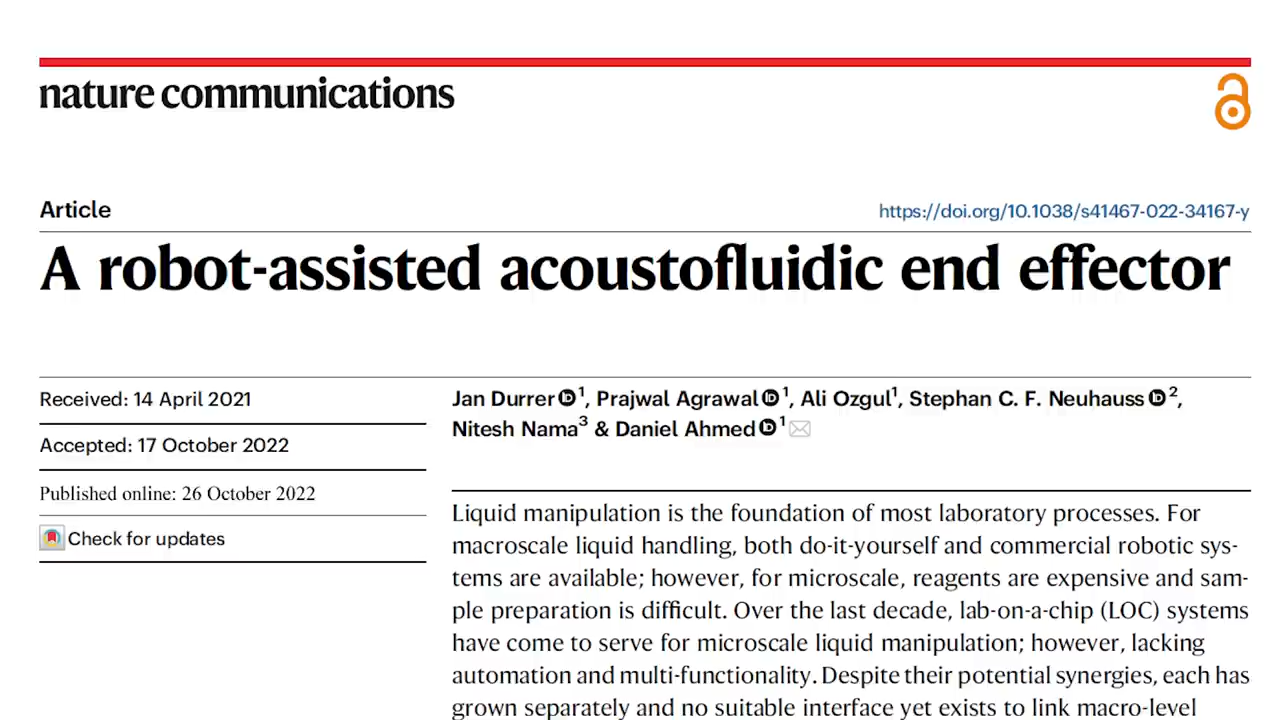 nature communications
Article
https://doi.org/10.1038/s41467-022-34167-y
A robot-assisted acoustofluidic end effector
Received: 14 April 2021
Accepted: 17 October 2022
Published online: 26 October 2022
Check for updates
Jan Durrer 1, Prajwal Agrawal 1, Ali Ozgul1, Stephan C. F. Neuhauss 2,
Nitesh Nama3 & Daniel Ahmed 1
Liquid manipulation is the foundation of most laboratory processes. For
macroscale liquid handling, both do-it-yourself and commercial robotic sys-
tems are available; however, for microscale, reagents are expensive and sam-
ple preparation is difficult. Over the last decade, lab-on-a-chip (LOC) systems
have come to serve for microscale liquid manipulation; however, lacking
automation and multi-functionality. Despite their potential synergies, each has
grown separately and no suitable interface yet exists to link macro-level